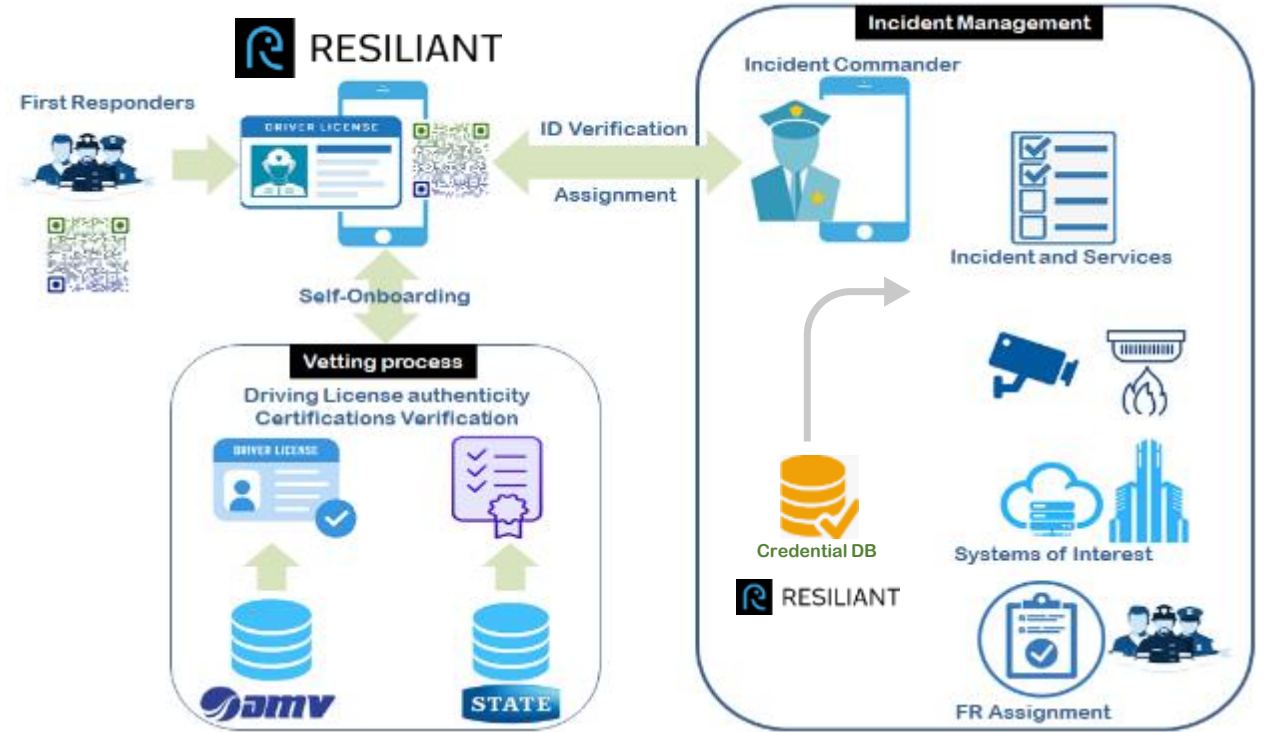 RESILIANT
First Responders
DRIVER LICENSE
ID Verification
Assignment
Self-Onboarding
Vetting process
Driving License authenticity
Certifications Verification
DRIVER LICENSE
DMV
STATE
Incident Management
Incident Commander
Incident and Services
Credential DB
RESILIANT
Systems of Interest
FR Assignment